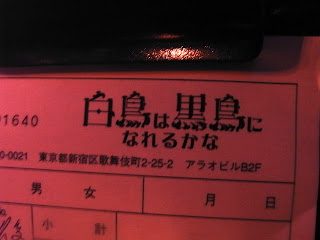 白鳥は黒鳥に
なれるかな
1640
0-0021 東京都新宿区歌舞伎町2-25-2 アラオビルB2F
男 女 月 日
小 計